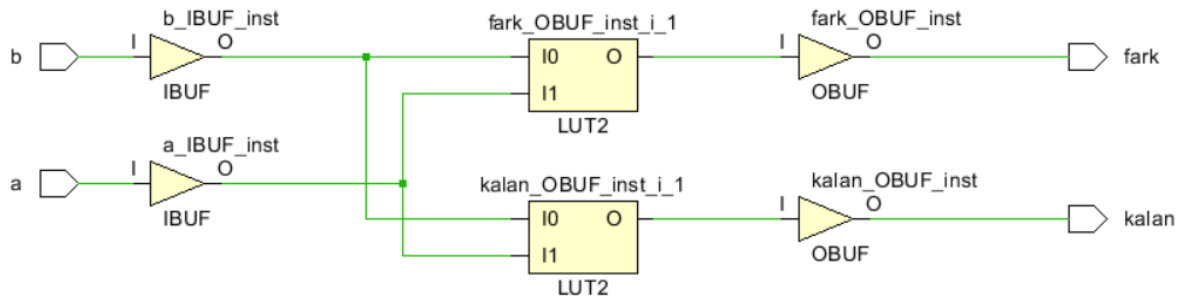 b_IBUF_inst
fark_OBUF_inst_i_1
fark_OBUF_inst
b
I
O
IBUF
I0
O
I1
LUT2
I
O
OBUF
fark
a_IBUF_inst
a
I
O
IBUF
kalan_OBUF_inst_i_1
kalan_OBUF_inst
I0
O
I1
LUT2
I
O
OBUF
kalan